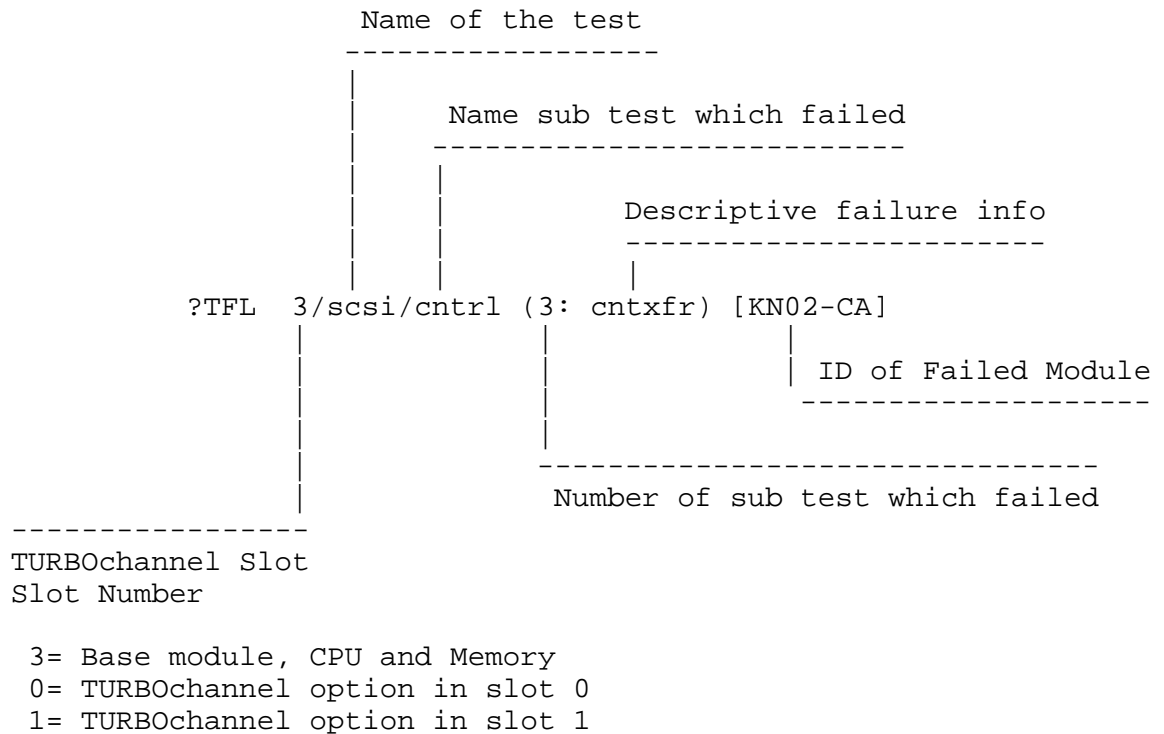 Name of the test
Name sub test which failed
Descriptive failure info
?TFL 3/scsi/cntrl (3: cntxfr) [KN02-CA]
ID of Failed Module
Number of sub test which failed
TURBOchannel Slot
Slot Number
3= Base module, CPU and Memory
0= TURBOchannel option in slot 0
1= TURBOchannel option in slot 1